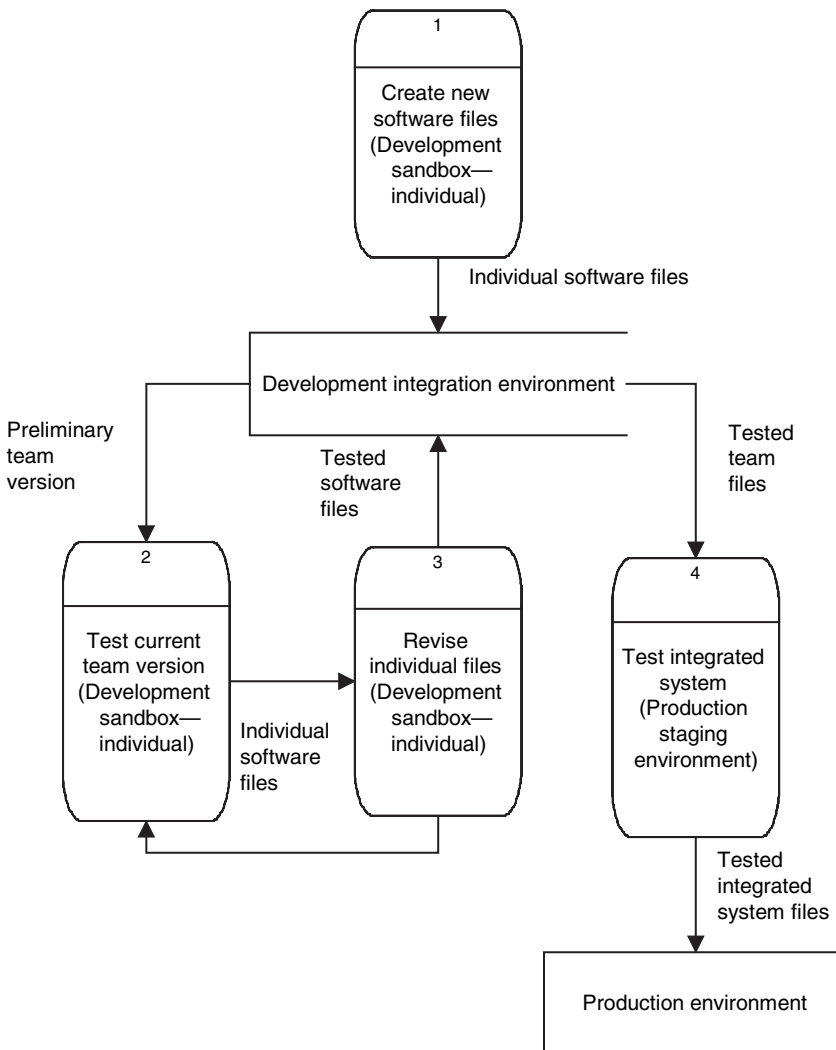 1
Create new
software files
(Development
sandbox—
individual)
Individual software files
Development integration environment
Preliminary
team
version
Tested
software
files
Tested
team
files
2
Test current
team version
(Development
sandbox—
individual)
Individual
software
files
3
Revise
individual files
(Development
sandbox—
individual)
4
Test integrated
system
(Production
staging
environment)
Tested
integrated
system files
Production environment